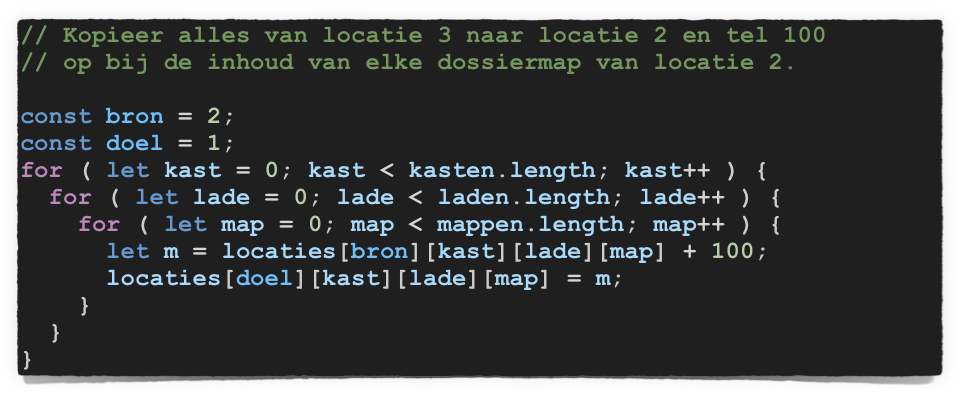 // Kopieer alles van locatie 3 naar locatie 2 en tel 100
// op bij de inhoud van elke dossiermap van locatie 2.

const bron = 2;
const doel = 1;
for ( let kast = 0; kast < kasten.length; kast++ ) {
  for ( let lade = 0; lade < laden.length; lade++ ) {
    for ( let map = 0; map < mappen.length; map++ ) {
      let m = locaties[bron][kast][lade][map] + 100;
      locaties[doel][kast][lade][map] = m;
    }
  }
}